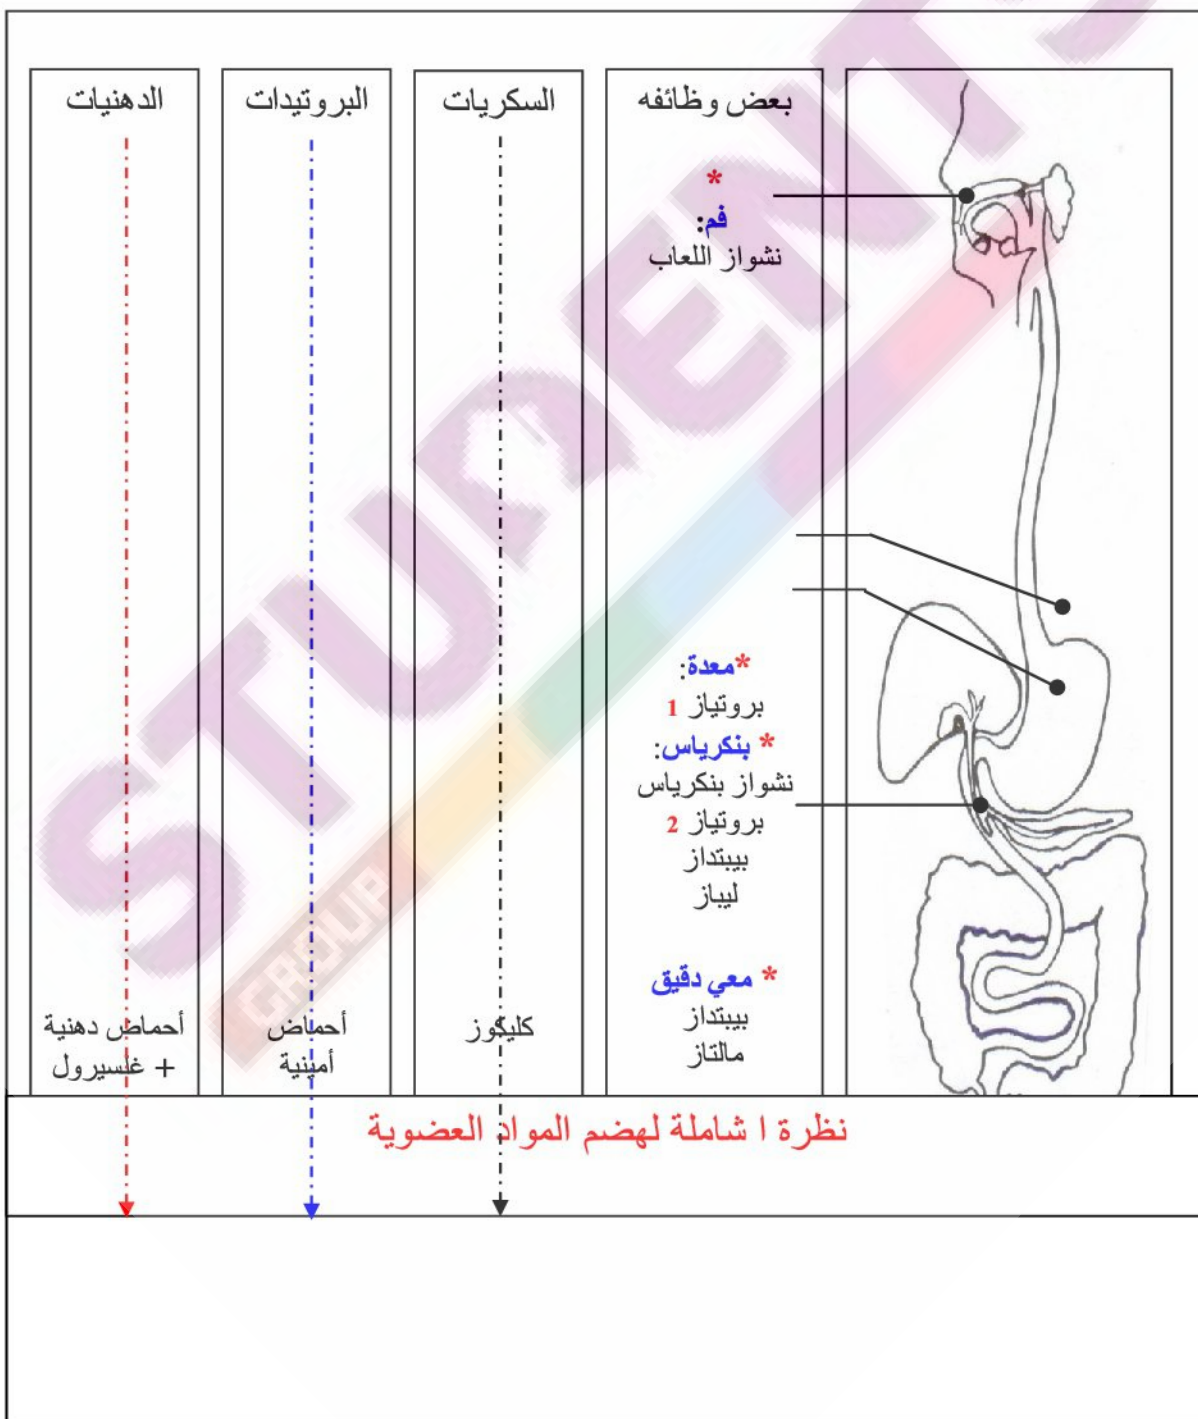 بعض وظائفه
*
فم:
نشواز اللعاب
*معدة:
بروتياز 1
* بنكرياس:
نشواز بنكرياس
بروتياز 2
بيبتداز
ليباز
* معي دقيق
بيبتداز
مالتاز
السكريات
كليكوز
البروتيدات
أحماض
أمينية
الدهنيات
أحماض دهنية
+ غلسيرول
نظرة ا شاملة لهضم المواد العضوية
STUDENTS
GROUP